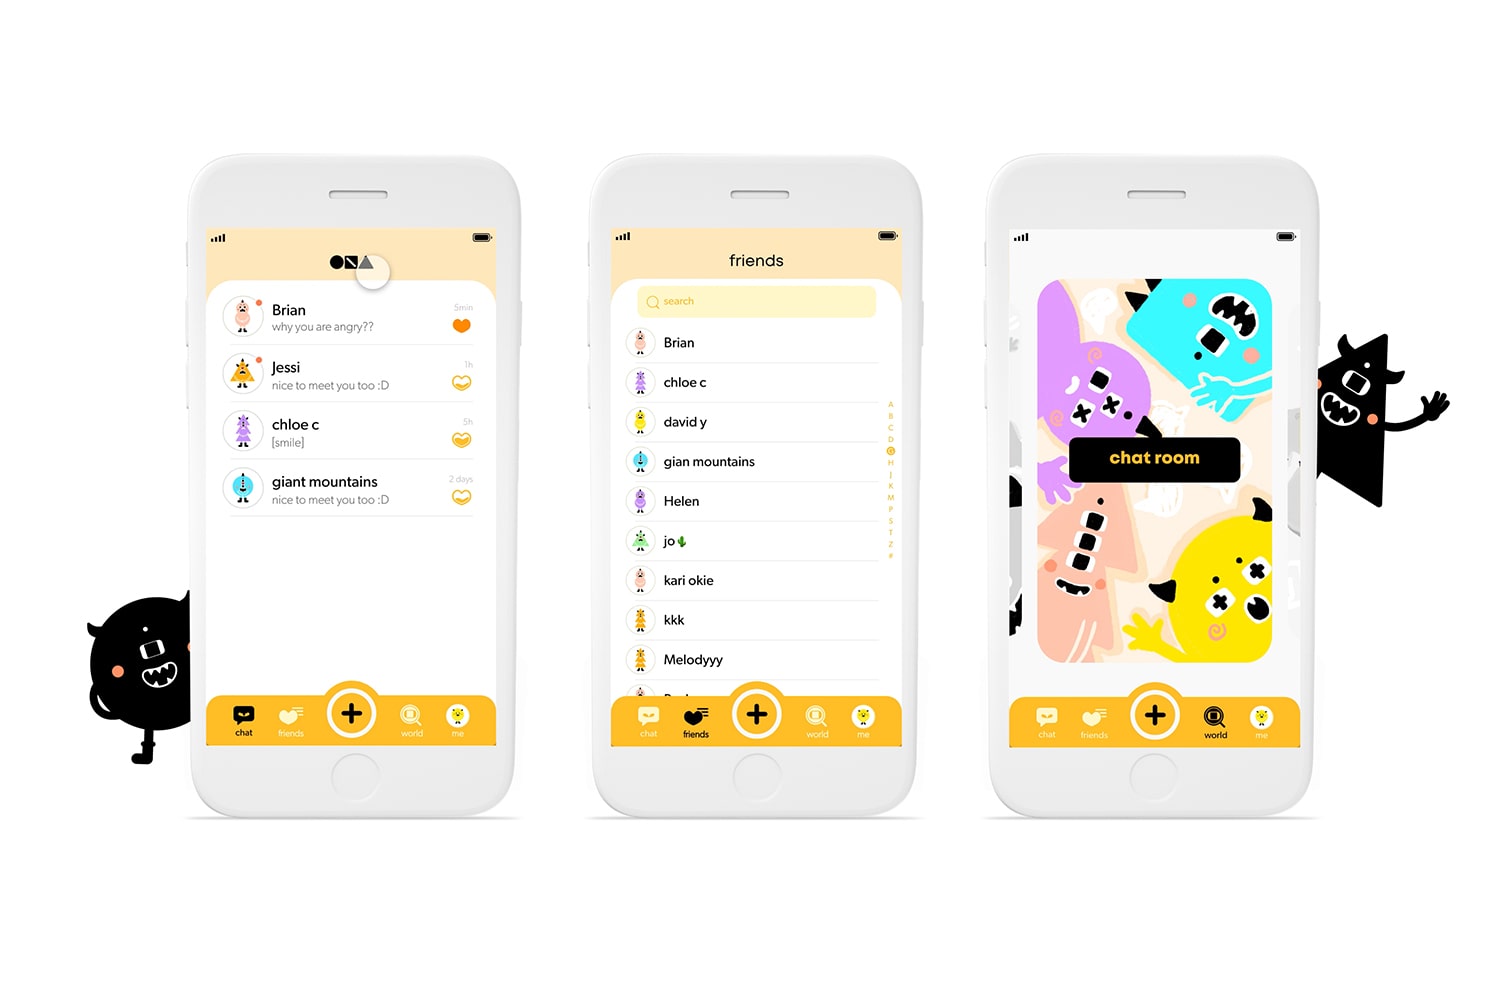 Brian
5min
why you are angry??
Jessi
1h
nice to meet you too :D
chloe c
5h
[smile]
giant mountains
2 days
nice to meet you too :D
chat
friends
world
me
friends
search
Brian
chloe c
david y
gian mountains
Helen
jo
kari okie
kkk
Melodyyy
A
B
C
D
G
H
J
K
M
P
S
T
Z
#
chat
friends
world
me
chat room
chat
friends
world
me